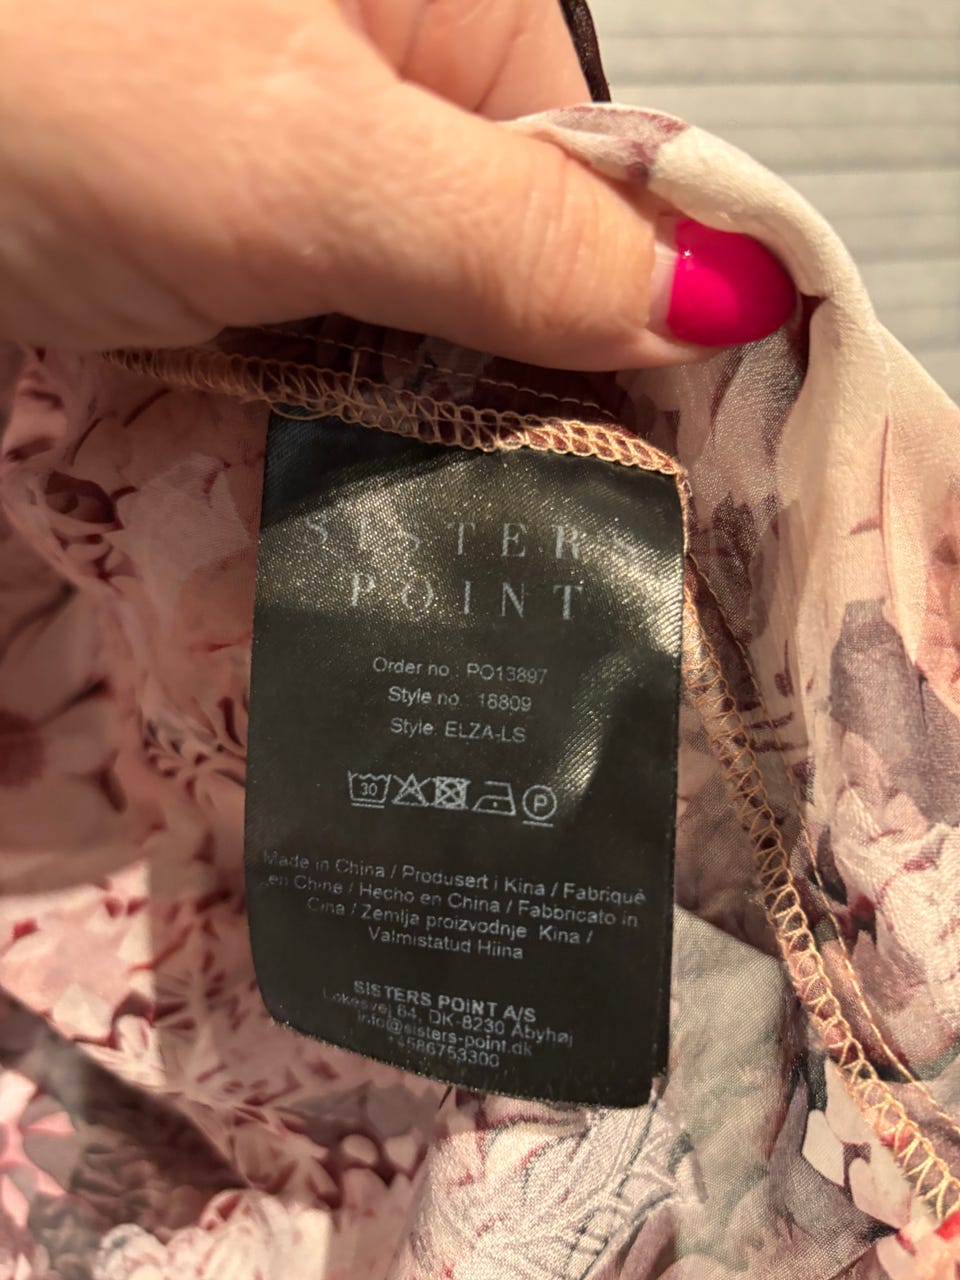 SISTERS
POINT
Order no. PO13897
Style no. 18809
Style: ELZA-LS
30
P
Made in China / Produsert i Kina / Fabriqué
en Chine / Hecho en China / Fabbricato in
Cina / Zemlja proizvodnje Kina /
Valmistatud Hiina
SISTERS POINT A/S
64, DK-8230 Åbyhøj
info@sisters-point.dk